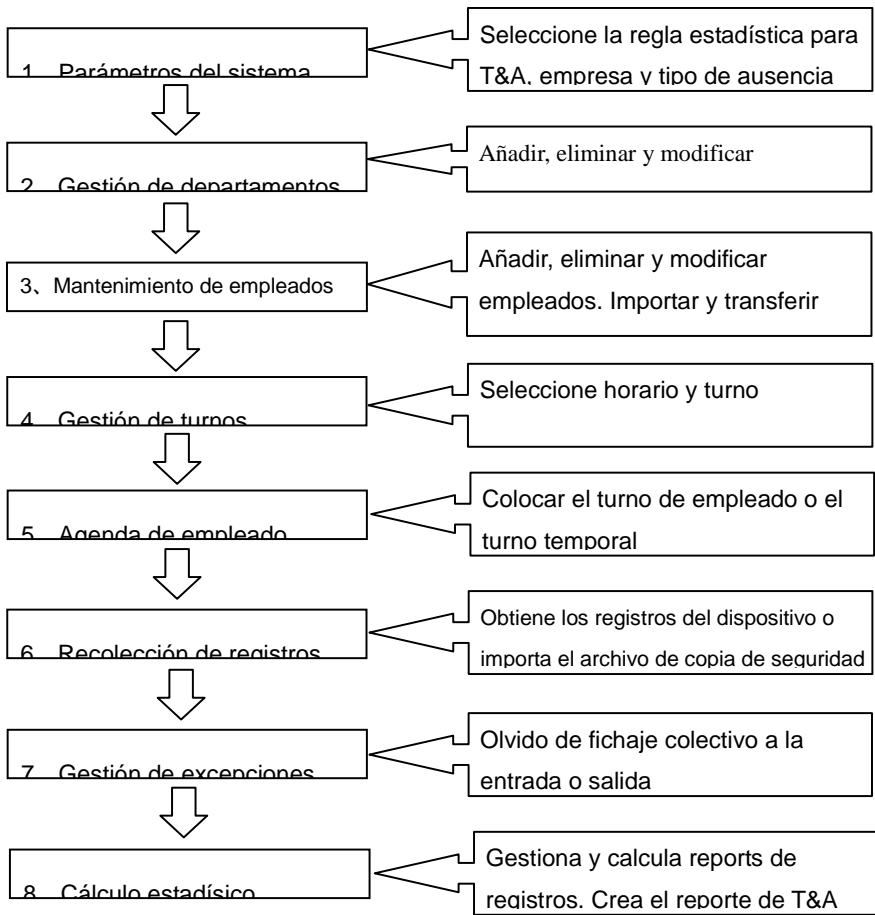 1、Parámetros del sistema
Seleccione la regla estadística para
T&A, empresa y tipo de ausencia
2、Gestión de departamentos
Añadir, eliminar y modificar
3、Mantenimiento de empleados
Añadir, eliminar y modificar
empleados. Importar y transferir
4、Gestión de turnos
Seleccione horario y turno
5、Agenda de empleado
Colocar el turno de empleado o el
turno temporal
6、Recolección de registros
Obtiene los registros del dispositivo o
importa el archivo de copia de seguridad
7、Gestión de excepciones
Olvido de fichaje colectivo a la
entrada o salida
8、Cálculo estadísico
Gestiona y calcula reports de
registros. Crea el reporte de T&A